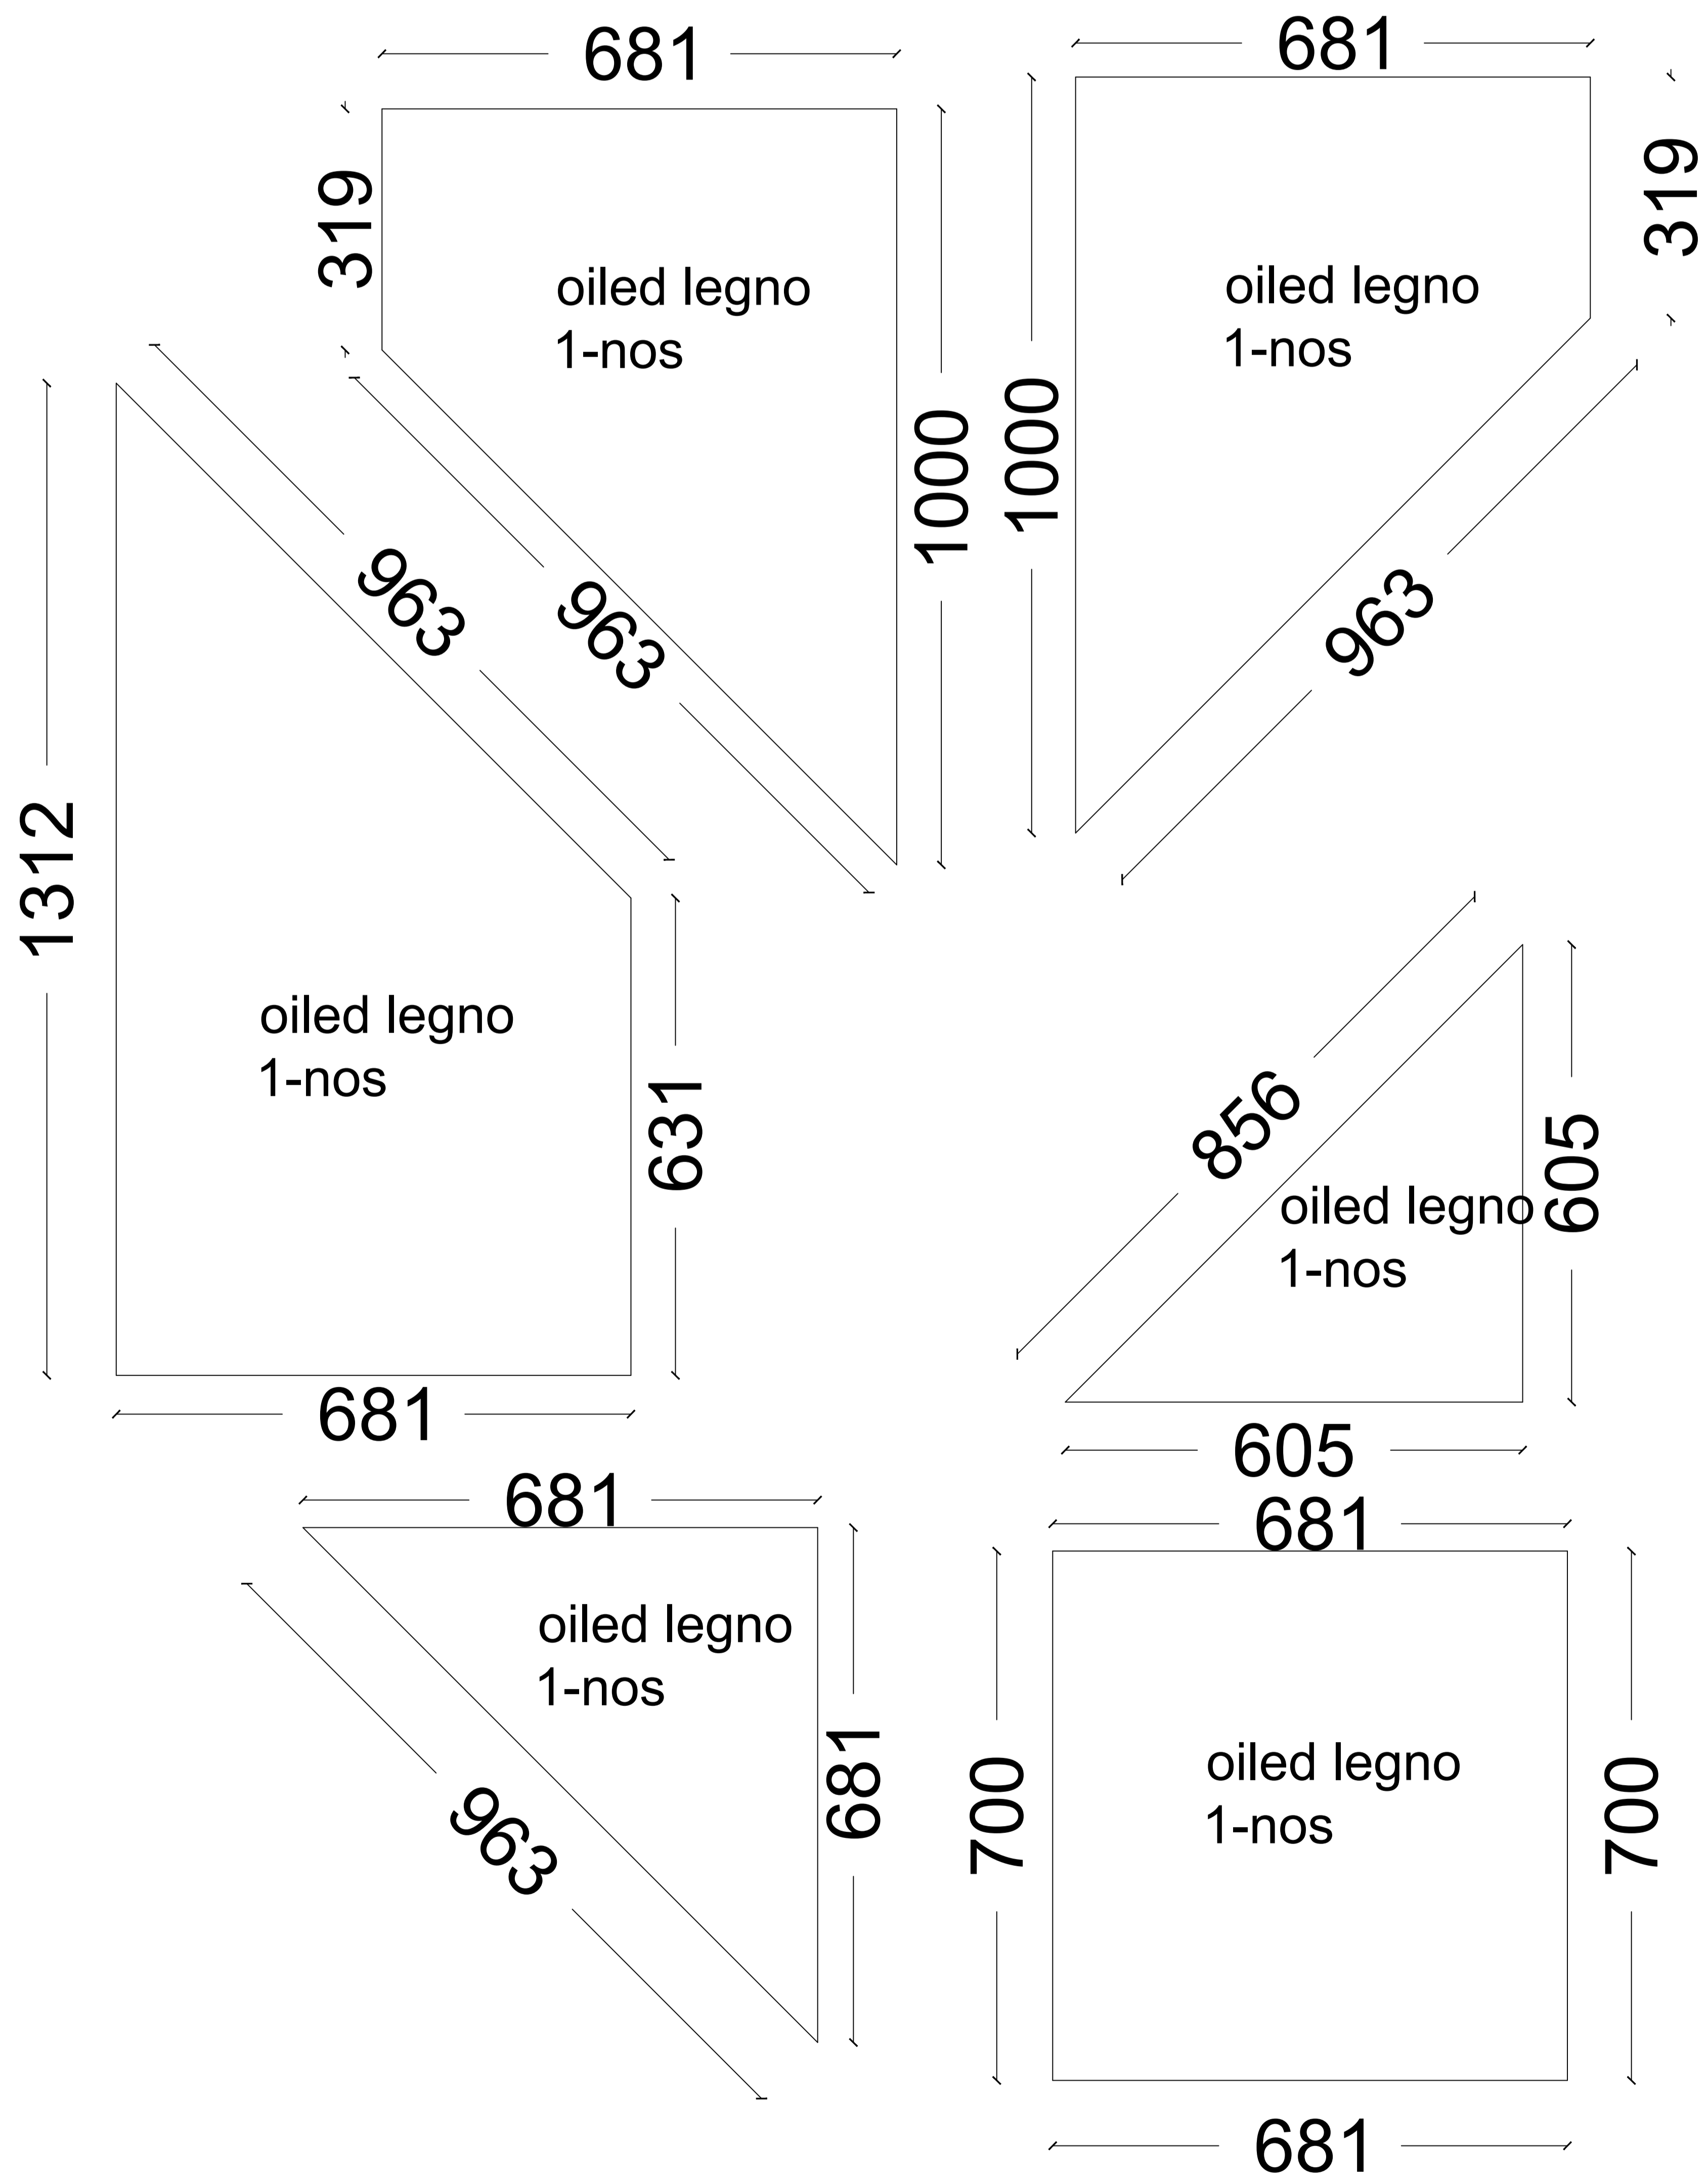 681
681
319
319
oiled legno
1-nos
oiled legno
1-nos
1000
1000
963
963
963
1312
oiled legno
1-nos
631
856
605
oiled legno
1-nos
681
605
681
681
oiled legno
1-nos
681
963
700
oiled legno
1-nos
700
681